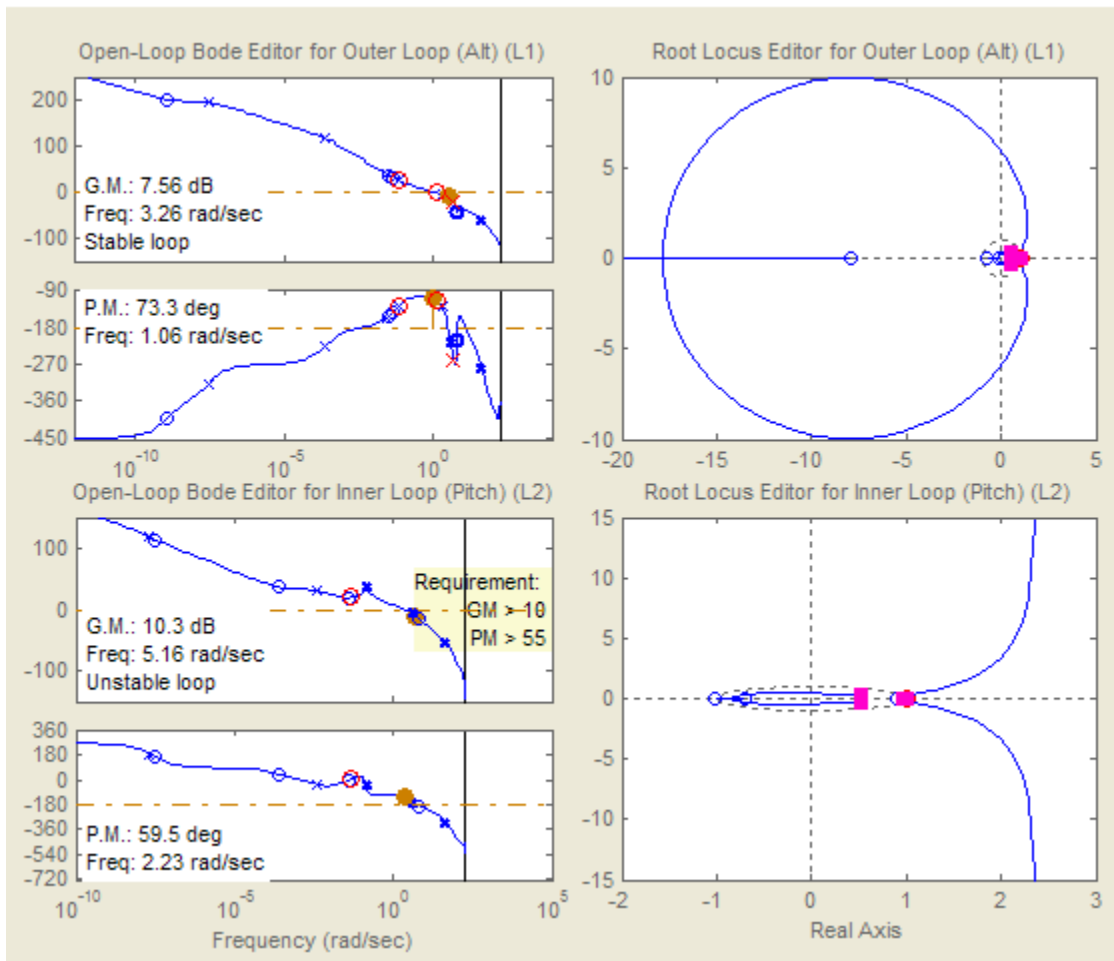 Open-Loop Bode Editor for Outer Loop (Alt) (L1)
200
100
0
-100
G.M.: 7.56 dB
Freq: 3.26 rad/sec
Stable loop
-90
-180
-270
-360
-450
P.M.: 73.3 deg
Freq: 1.06 rad/sec
10^-10
10^-5
10^0
Root Locus Editor for Outer Loop (Alt) (L1)
10
5
0
-5
-10
-20
-15
-10
-5
0
5
Open-Loop Bode Editor for Inner Loop (Pitch) (L2)
100
0
-100
G.M.: 10.3 dB
Freq: 5.16 rad/sec
Unstable loop
Requirement:
GM > 10
PM > 55
360
180
0
-180
-360
-540
-720
P.M.: 59.5 deg
Freq: 2.23 rad/sec
10^-10
10^-5
10^0
10^5
Frequency (rad/sec)
Root Locus Editor for Inner Loop (Pitch) (L2)
15
10
5
0
-5
-10
-15
-2
-1
0
1
2
3
Real Axis